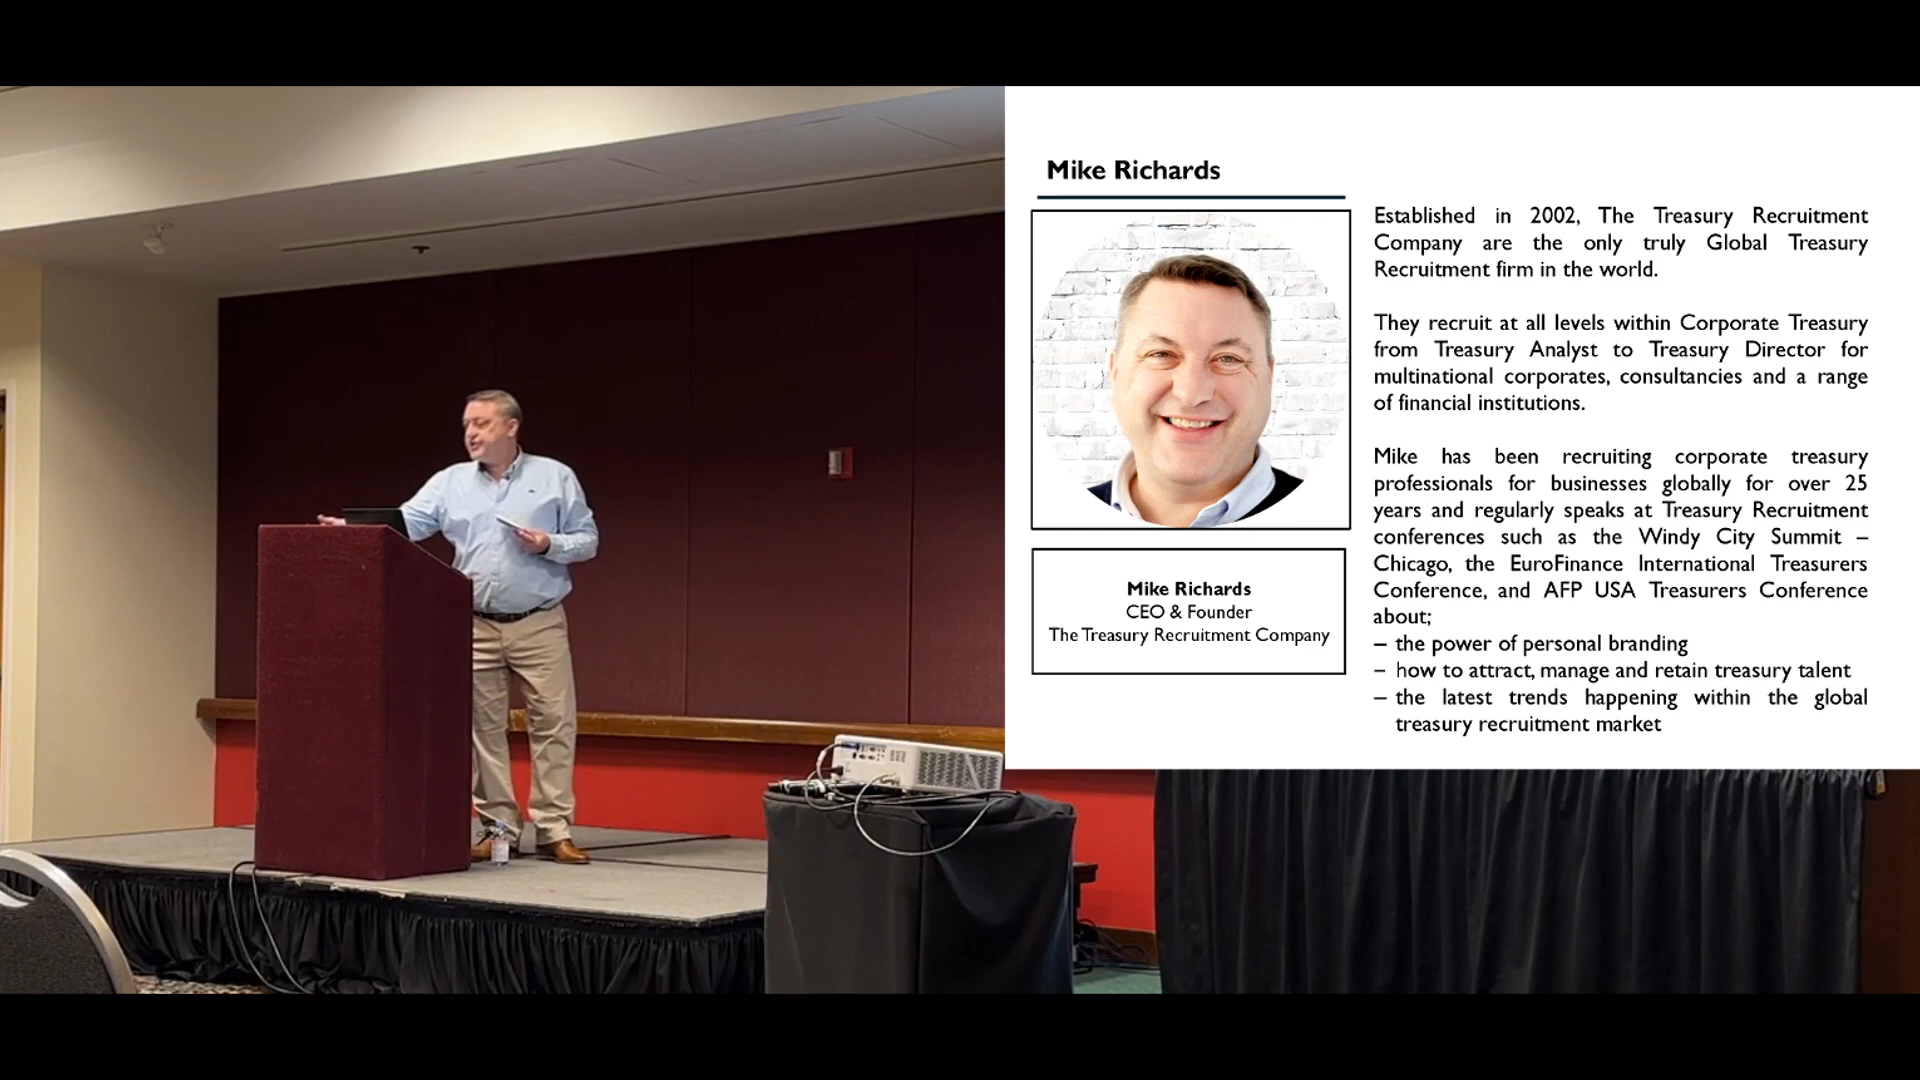 Mike Richards
Mike Richards
CEO & Founder
The Treasury Recruitment Company
Established in 2002, The Treasury Recruitment
Company are the only truly Global Treasury
Recruitment firm in the world.
They recruit at all levels within Corporate Treasury
from Treasury Analyst to Treasury Director for
multinational corporates, consultancies and a range
of financial institutions.
Mike has been recruiting corporate treasury
professionals for businesses globally for over 25
years and regularly speaks at Treasury Recruitment
conferences such as the Windy City Summit –
Chicago, the EuroFinance International Treasurers
Conference, and AFP USA Treasurers Conference
about;
– the power of personal branding
– how to attract, manage and retain treasury talent
– the latest trends happening within the global
treasury recruitment market